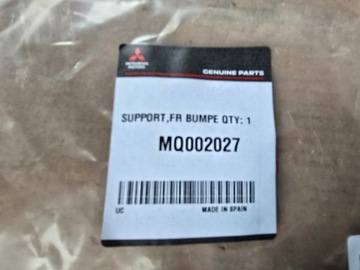 MITSUBISHI
MOTORS
GENUINE PARTS
SUPPORT,FR BUMPE QTY: 1
MQ002027
UC
MADE IN SPAIN